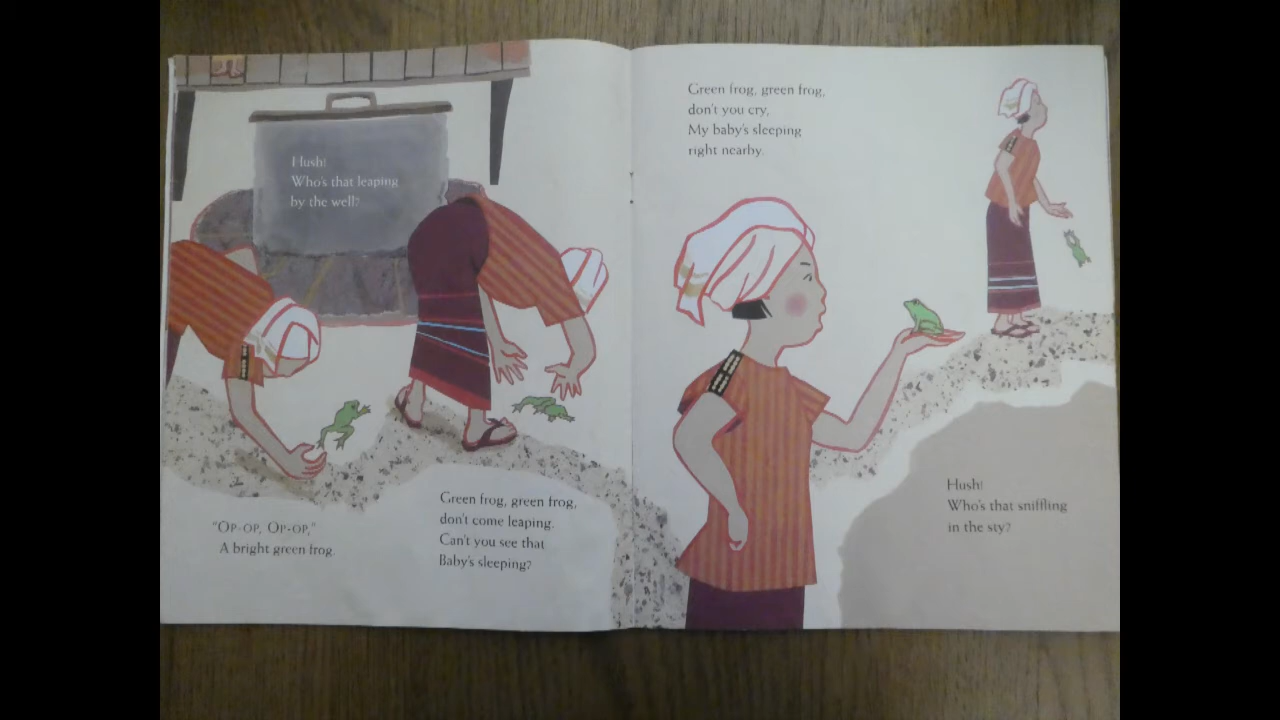 Hush!
Who's that leaping
by the well?
"OP-OP, OP-OP,"
A bright green frog.
Green frog, green frog,
don't come leaping.
Can't you see that
Baby's sleeping?
Green frog, green frog,
don't you cry,
My baby's sleeping
right nearby.
Hush!
Who's that sniffling
in the sty?